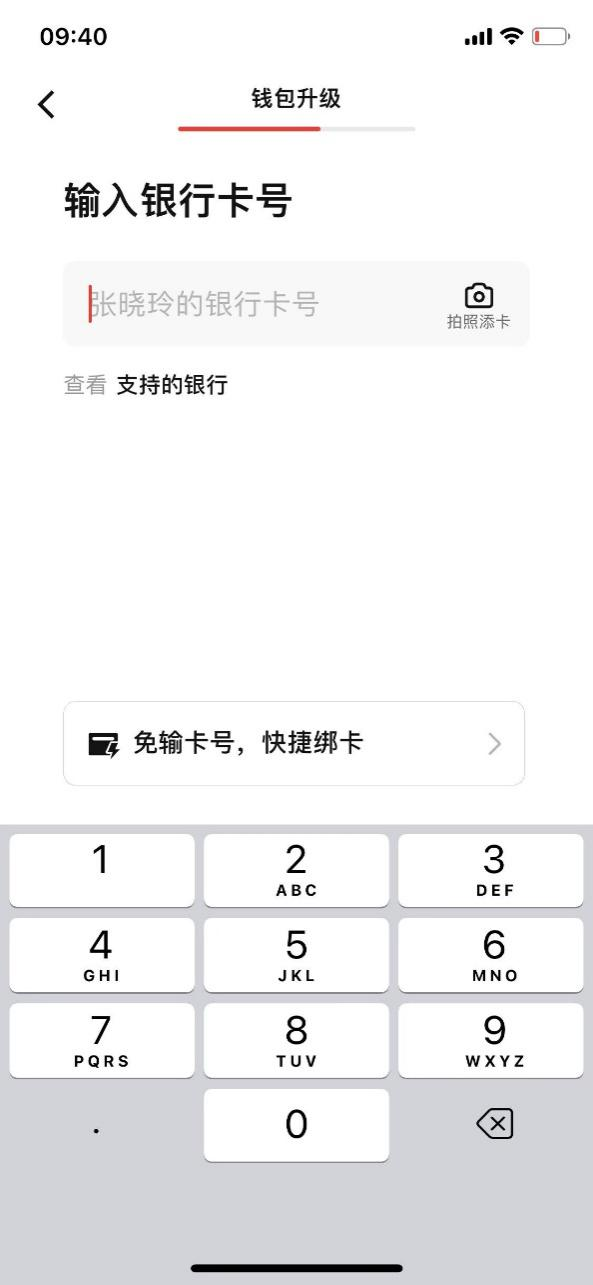 09:40
钱包升级
输入银行卡号
张晓玲的银行卡号
拍照添卡
查看 支持的银行
免输卡号，快捷绑卡
1 2 3
ABC DEF
4 5 6
GHI JKL MNO
7 8 9
PQRS TUV WXYZ
. 0